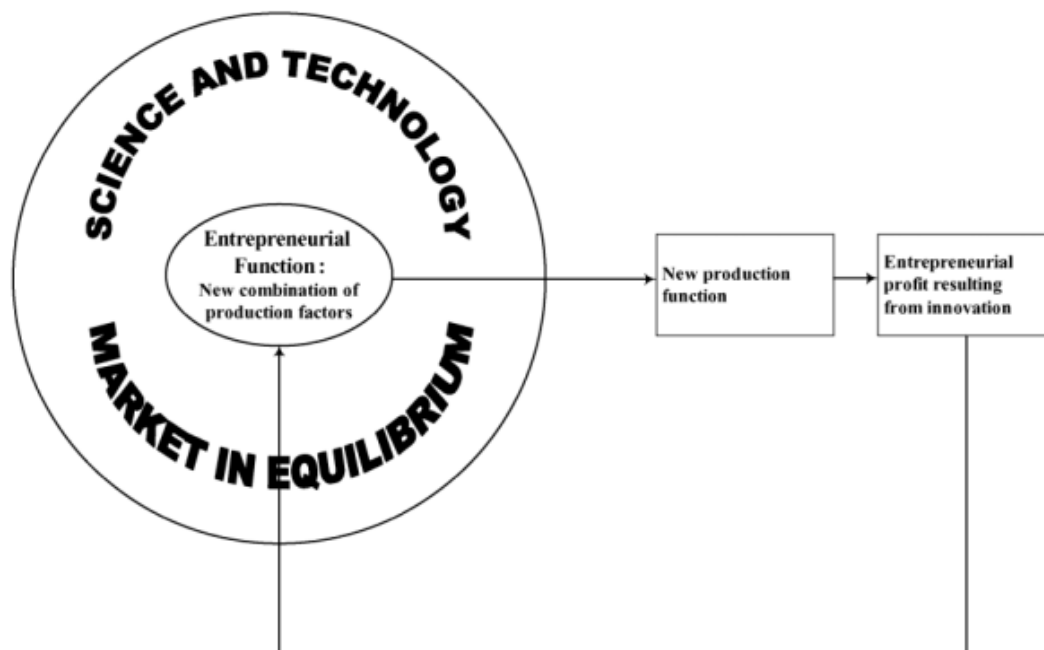 SCIENCE AND TECHNOLOGY
Entrepreneurial
Function :
New combination of
production factors
MARKET IN EQUILIBRIUM
New production
function
Entrepreneurial
profit resulting
from innovation